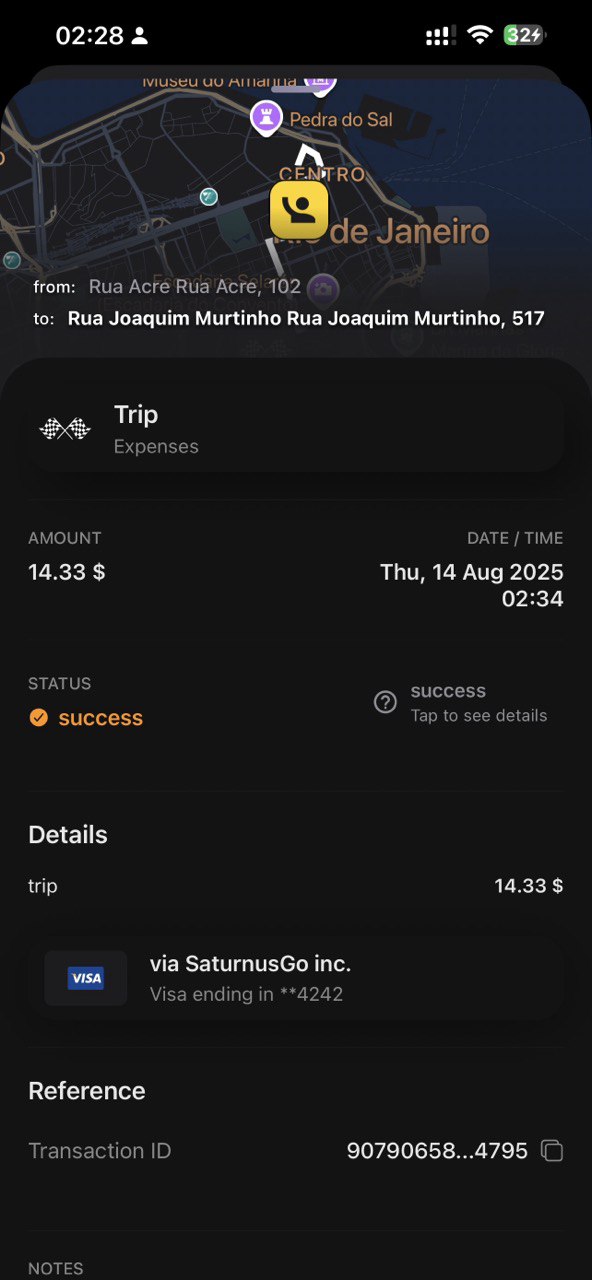 02:28
32
Museu do Amanhã
Pedra do Sal
CENTRO
Rio de Janeiro
Escadaria Selarón
from: Rua Acre Rua Acre, 102
to: Rua Joaquim Murtinho Rua Joaquim Murtinho, 517
Trip
Expenses
AMOUNT
14.33 $
DATE / TIME
Thu, 14 Aug 2025
02:34
STATUS
success
success
Tap to see details
Details
trip
14.33 $
VISA
via SaturnusGo inc.
Visa ending in **4242
Reference
Transaction ID
90790658...4795
NOTES